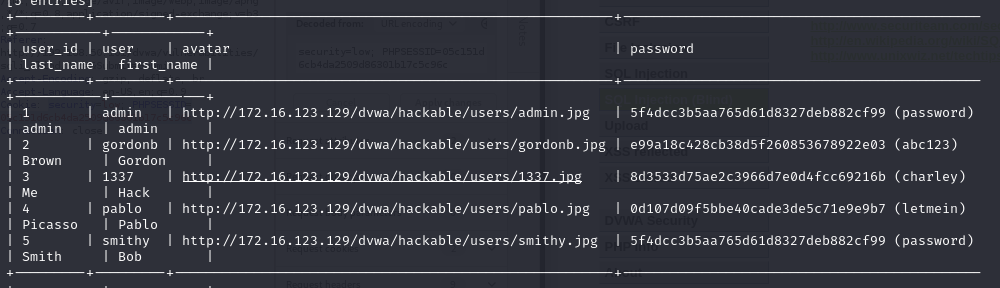 [5 entries]
| user_id | user | avatar | password
| last_name | first_name |
| 1 | admin | http://172.16.123.129/dvwa/hackable/users/admin.jpg | 5f4dcc3b5aa765d61d8327deb882cf99 (password)
| admin | admin |
| 2 | gordonb | http://172.16.123.129/dvwa/hackable/users/gordonb.jpg | e99a18c428cb38d5f260853678922e03 (abc123)
| Brown | Gordon |
| 3 | 1337 | http://172.16.123.129/dvwa/hackable/users/1337.jpg | 8d3533d75ae2c3966d7e0d4fcc69216b (charley)
| Me | Hack |
| 4 | pablo | http://172.16.123.129/dvwa/hackable/users/pablo.jpg | 0d107d09f5bbe40cade3de5c71e9e9b7 (letmein)
| Picasso | Pablo |
| 5 | smithy | http://172.16.123.129/dvwa/hackable/users/smithy.jpg | 5f4dcc3b5aa765d61d8327deb882cf99 (password)
| Smith | Bob |